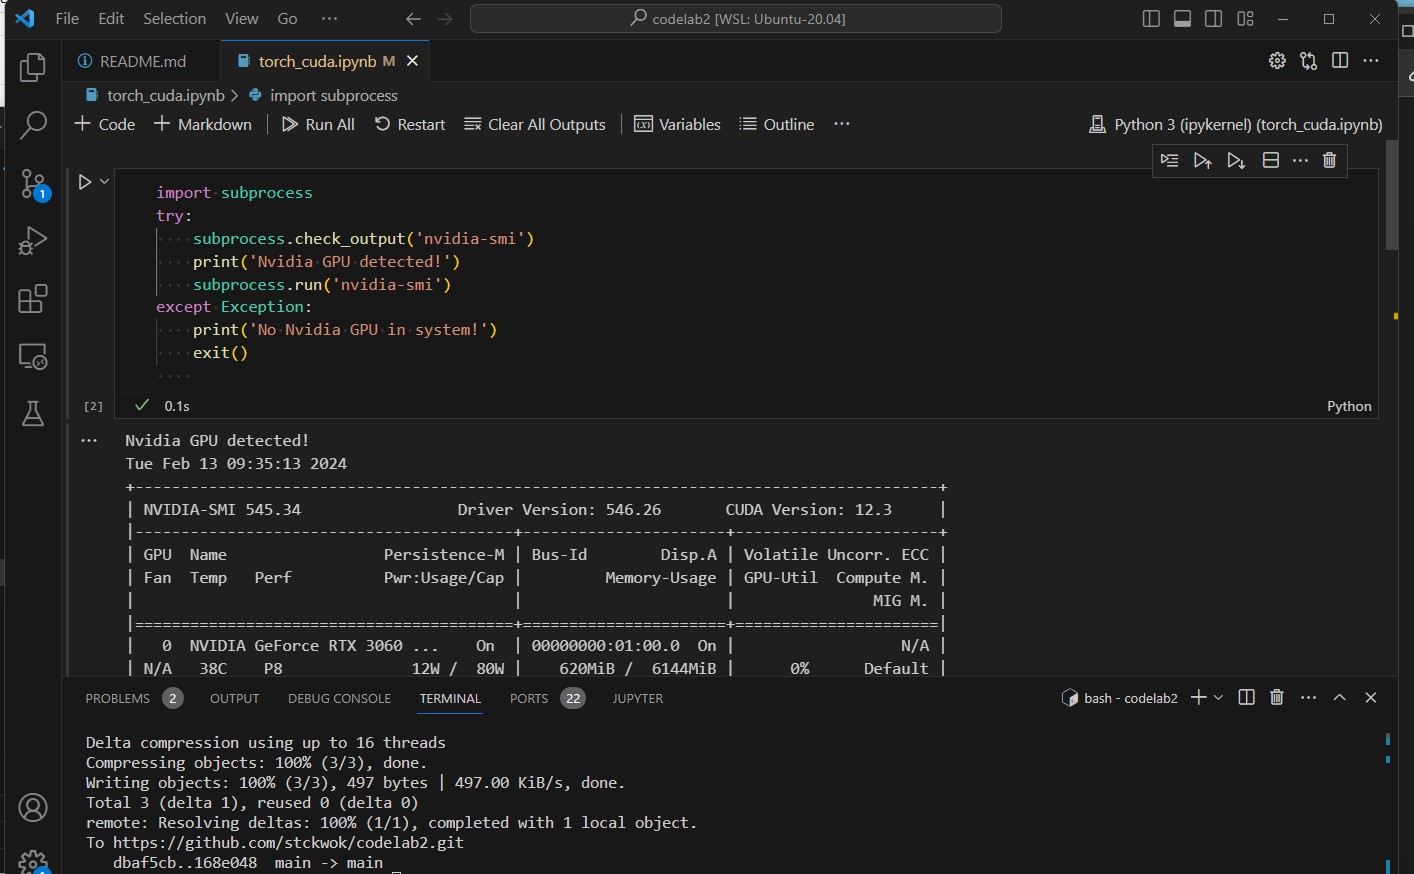 File Edit Selection View Go ··· codelab2 [WSL: Ubuntu-20.04]
README.md torch_cuda.ipynb M
torch_cuda.ipynb > import subprocess
+ Code + Markdown | Run All Restart Clear All Outputs | Variables Outline ··· Python 3 (ipykernel) (torch_cuda.ipynb)
1
import subprocess
try:
    subprocess.check_output('nvidia-smi')
    print('Nvidia GPU detected!')
    subprocess.run('nvidia-smi')
except Exception:
    print('No Nvidia GPU in system!')
    exit()
[2] 0.1s Python
··· Nvidia GPU detected!
Tue Feb 13 09:35:13 2024
+---------------------------------------------------------------------------------------+
| NVIDIA-SMI 545.34                 Driver Version: 546.26       CUDA Version: 12.3     |
|-----------------------------------------+----------------------+----------------------+
| GPU  Name                 Persistence-M | Bus-Id        Disp.A | Volatile Uncorr. ECC |
| Fan  Temp   Perf          Pwr:Usage/Cap |         Memory-Usage | GPU-Util  Compute M. |
|                                         |                      |               MIG M. |
|=========================================+======================+======================|
|   0  NVIDIA GeForce RTX 3060 ...    On  | 00000000:01:00.0  On |                  N/A |
| N/A   38C    P8             12W /  80W |    620MiB /  6144MiB |      0%      Default |
PROBLEMS 2 OUTPUT DEBUG CONSOLE TERMINAL PORTS 22 JUPYTER bash - codelab2
Delta compression using up to 16 threads
Compressing objects: 100% (3/3), done.
Writing objects: 100% (3/3), 497 bytes | 497.00 KiB/s, done.
Total 3 (delta 1), reused 0 (delta 0)
remote: Resolving deltas: 100% (1/1), completed with 1 local object.
To https://github.com/stckwok/codelab2.git
   dbaf5cb..168e048  main -> main